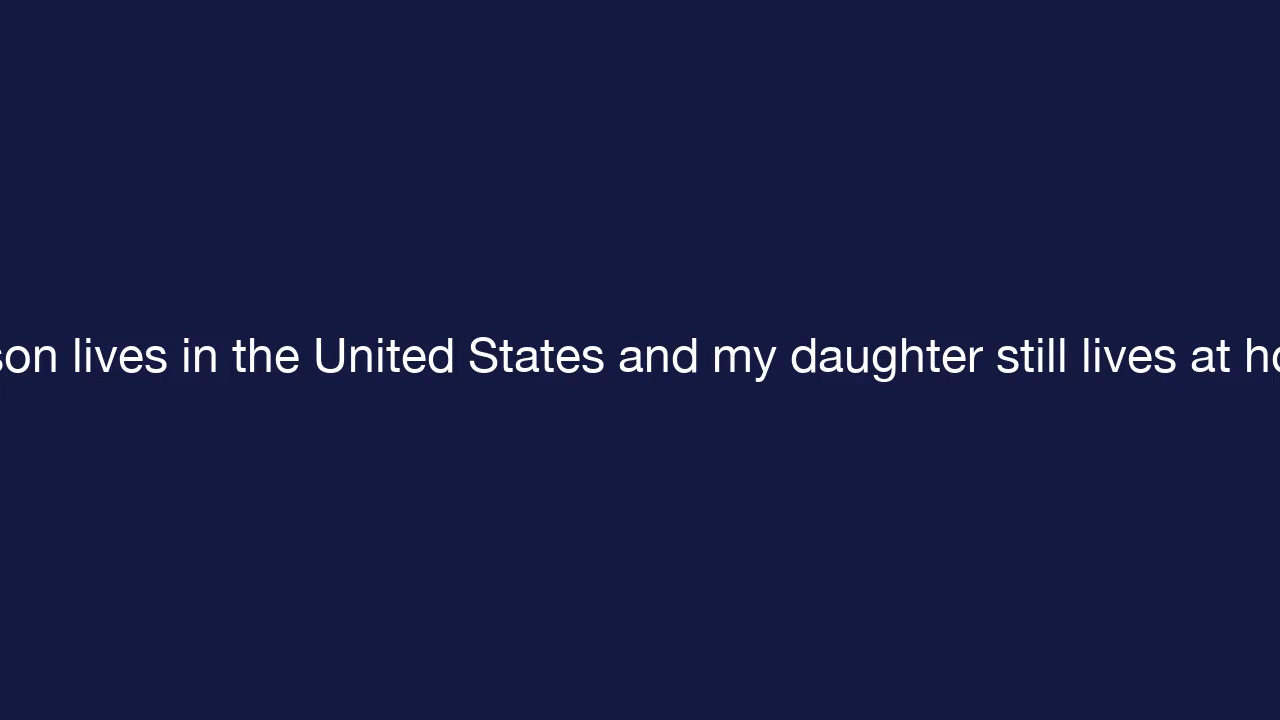 son lives in the United States and my daughter still lives at